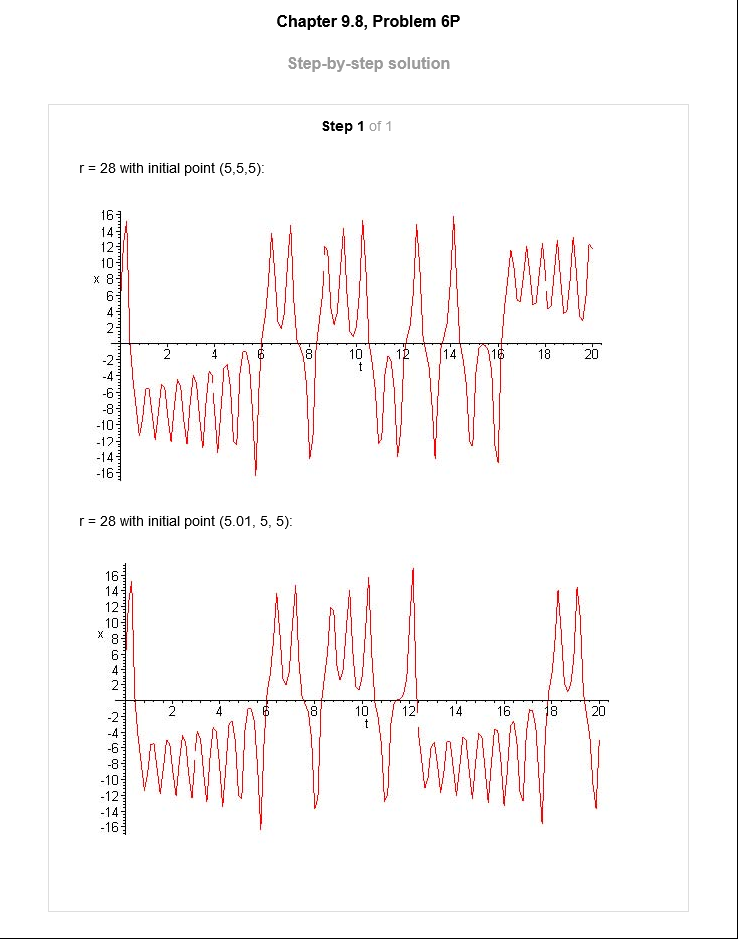 Chapter 9.8, Problem 6P
Step-by-step solution
Step 1 of 1
r = 28 with initial point (5,5,5):
16
14
12
10
x 8
6
4
2
2 4 6 8 10 12 14 16 18 20
t
-2
-4
-6
-8
-10
-12
-14
-16
r = 28 with initial point (5.01, 5, 5):
16
14
12
10
x 8
6
4
2
2 4 6 8 10 12 14 16 18 20
t
-2
-4
-6
-8
-10
-12
-14
-16